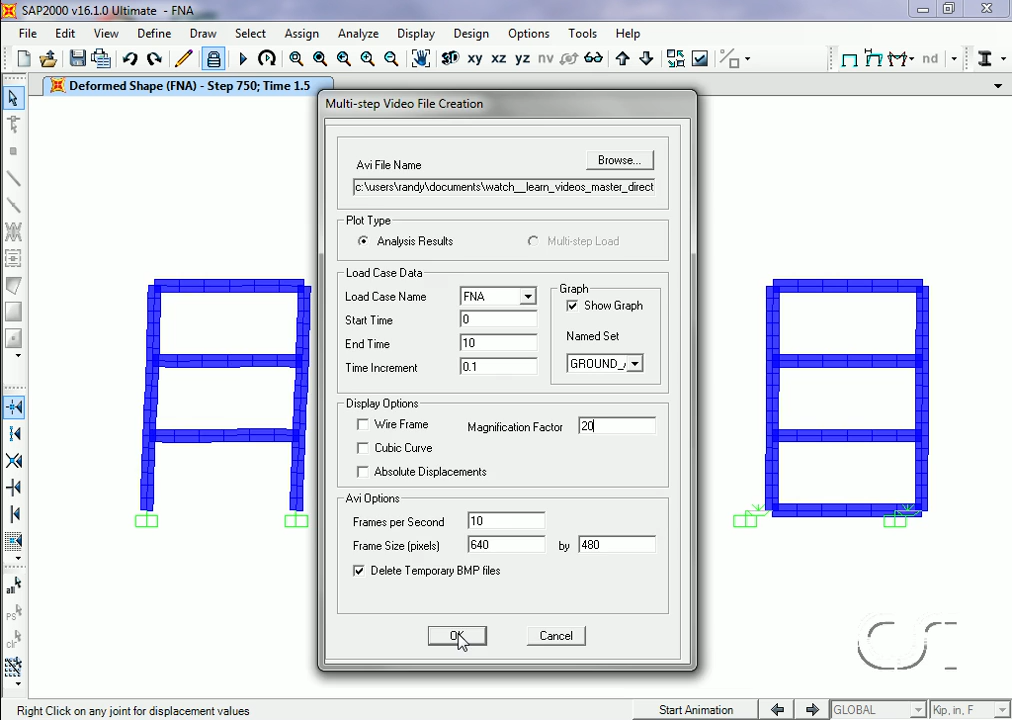 SAP2000 v16.1.0 Ultimate - FNA
File Edit View Define Draw Select Assign Analyze Display Design Options Tools Help
3D xy xz yz nv nd
Deformed Shape (FNA) - Step 750; Time 1.5
Multi-step Video File Creation
Avi File Name
Browse...
c:\users\randy\documents\watch__learn_videos_master_direct
Plot Type
Analysis Results
Multi-step Load
Load Case Data
Load Case Name FNA
Start Time 0
End Time 10
Time Increment 0.1
Graph
Show Graph
Named Set
GROUND_
Display Options
Wire Frame
Magnification Factor 20
Cubic Curve
Absolute Displacements
Avi Options
Frames per Second 10
Frame Size (pixels) 640 by 480
Delete Temporary BMP files
OK Cancel
all
PS
clr
CSI
Right Click on any joint for displacement values
Start Animation
GLOBAL
Kip, in, F